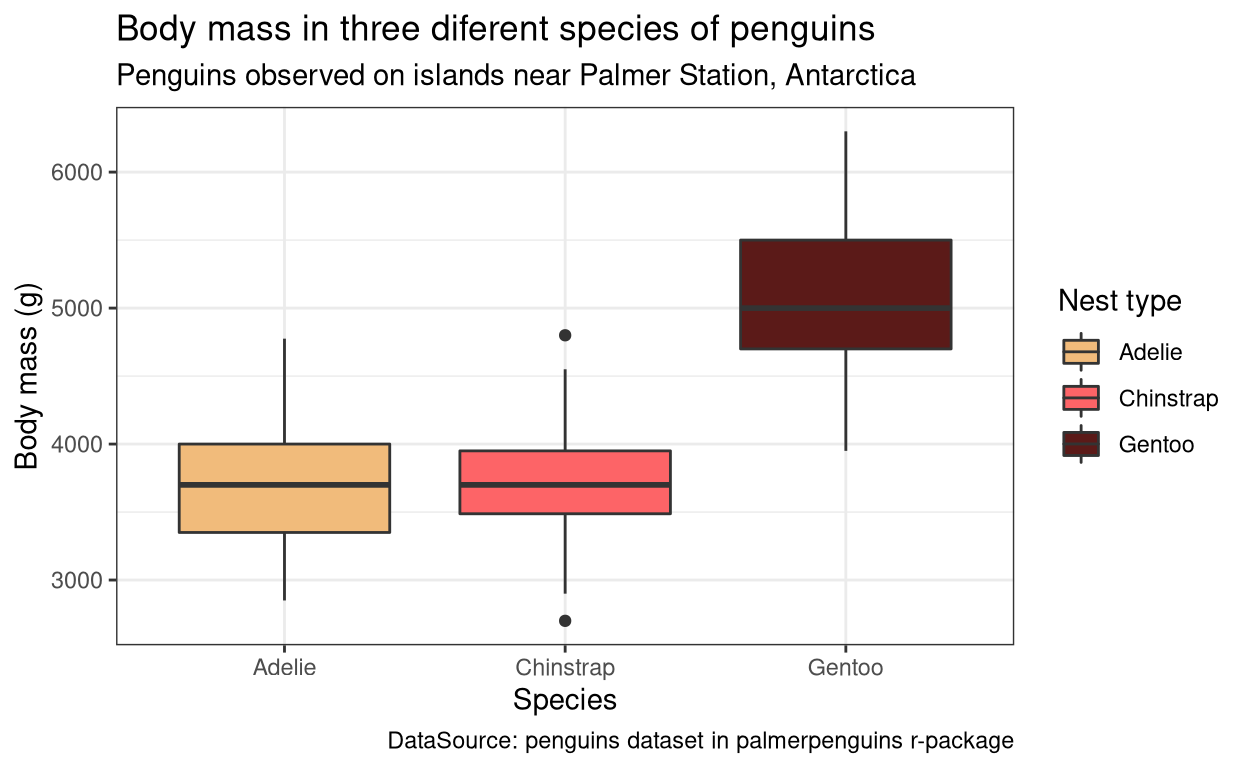 Body mass in three diferent species of penguins
Penguins observed on islands near Palmer Station, Antarctica
Body mass (g)
6000
5000
4000
3000
Adelie
Chinstrap
Gentoo
Species
Nest type
Adelie
Chinstrap
Gentoo
DataSource: penguins dataset in palmerpenguins r-package